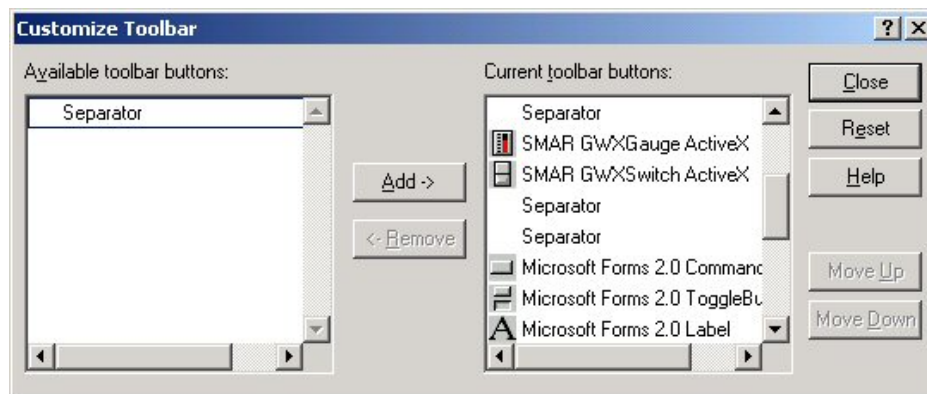 Customize Toolbar
Available toolbar buttons:
Separator
Add ->
<- Remove
Current toolbar buttons:
Separator
SMAR GWXGauge ActiveX
SMAR GWXSwitch ActiveX
Separator
Separator
Microsoft Forms 2.0 Command
Microsoft Forms 2.0 ToggleBu
Microsoft Forms 2.0 Label
Close
Reset
Help
Move Up
Move Down